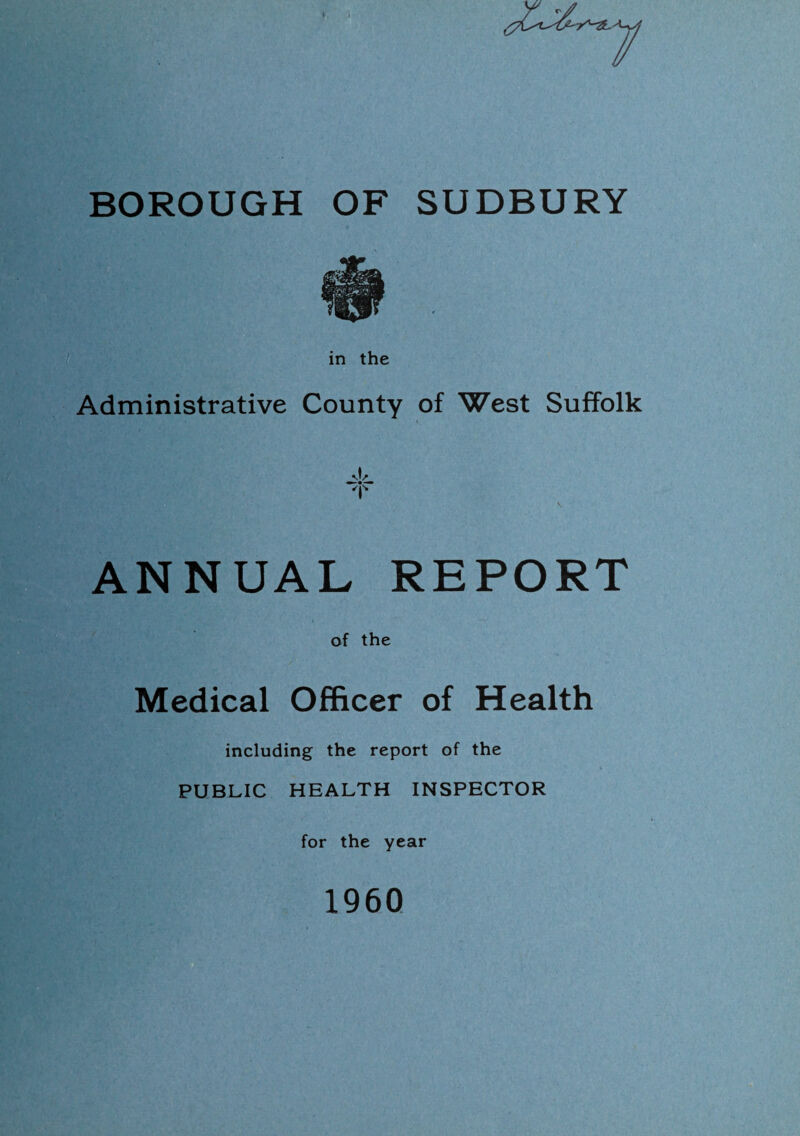 Library
BOROUGH OF SUDBURY
in the
Administrative County of West Suffolk
ANNUAL REPORT
of the
Medical Officer of Health
including the report of the
PUBLIC HEALTH INSPECTOR
for the year
1960